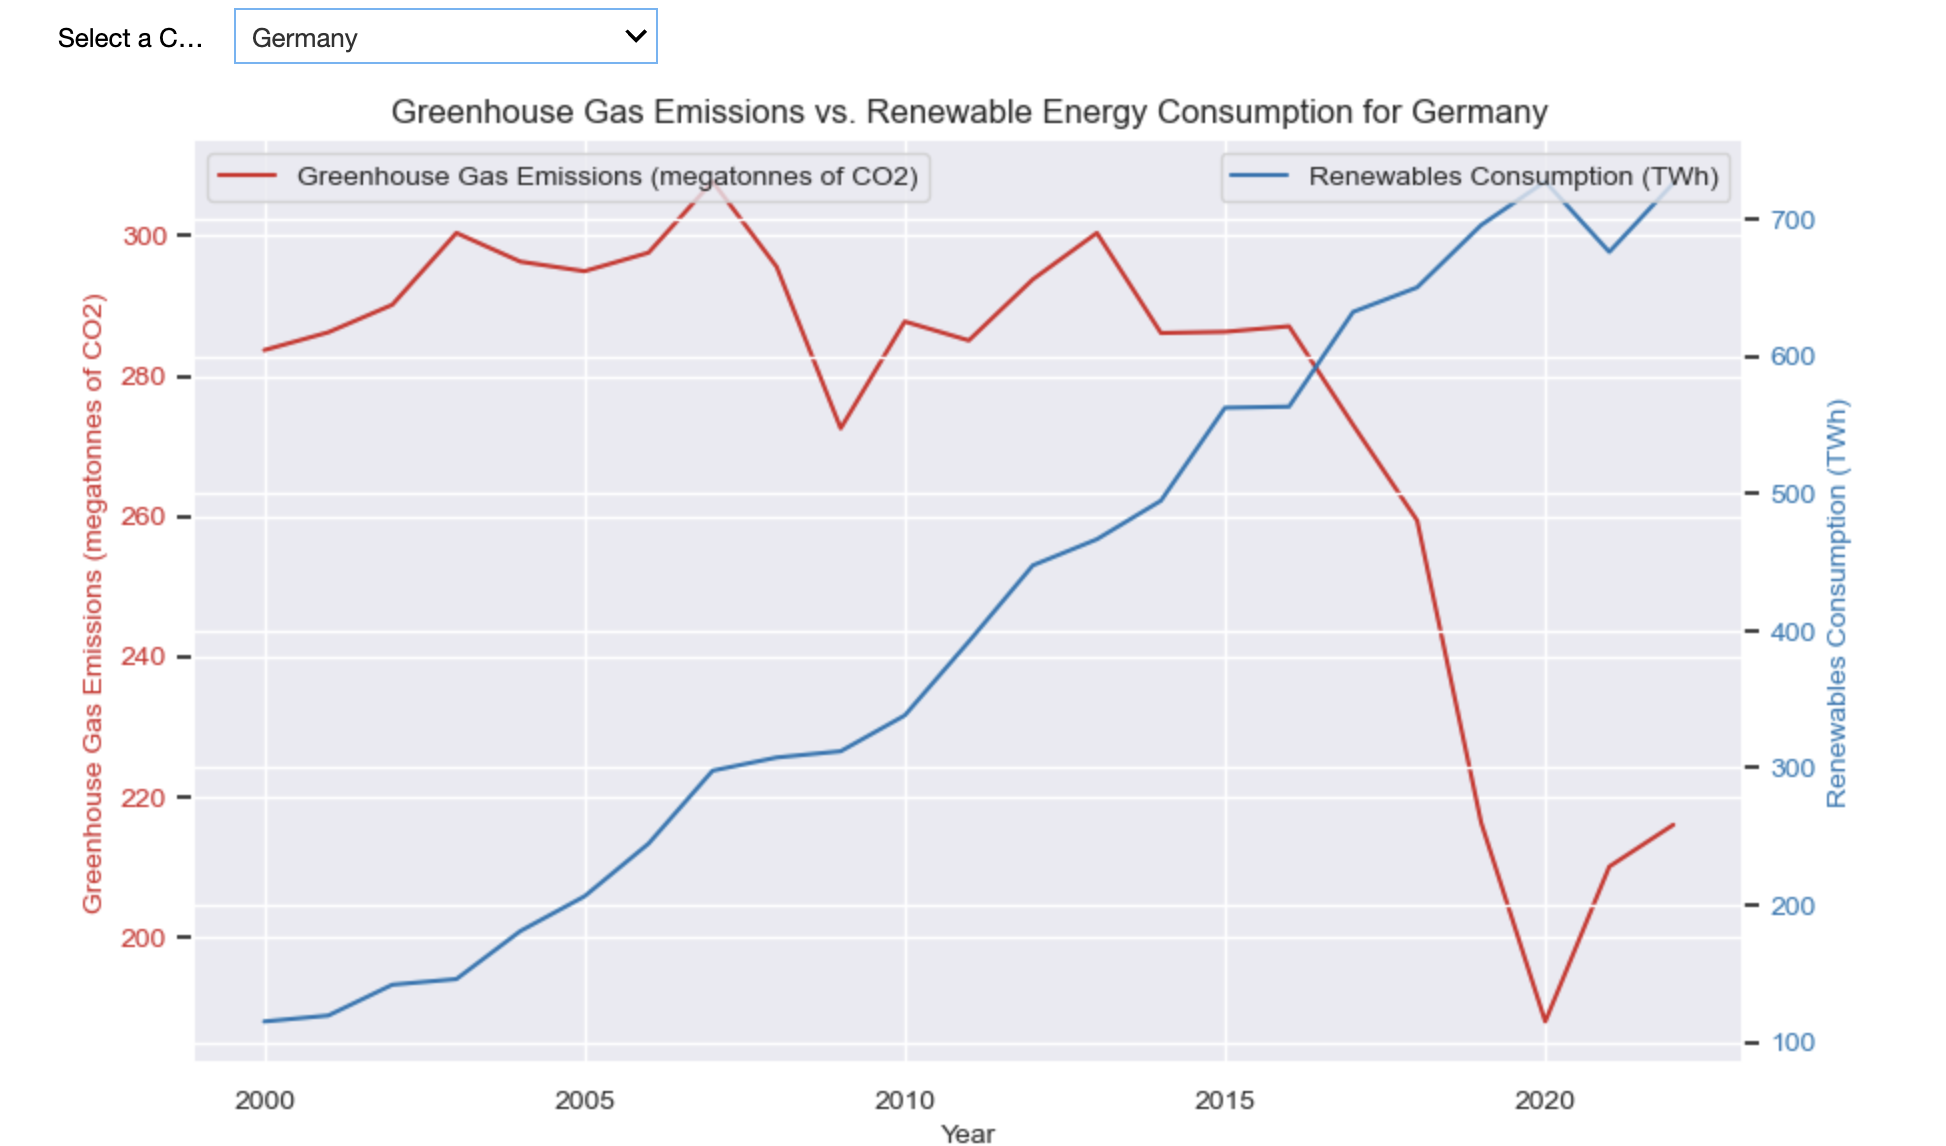 Select a C...
Germany
Greenhouse Gas Emissions vs. Renewable Energy Consumption for Germany
Greenhouse Gas Emissions (megatonnes of CO2)
Renewables Consumption (TWh)
Greenhouse Gas Emissions (megatonnes of CO2)
300
280
260
240
220
200
700
600
500
400
300
200
100
Renewables Consumption (TWh)
2000 2005 2010 2015 2020
Year